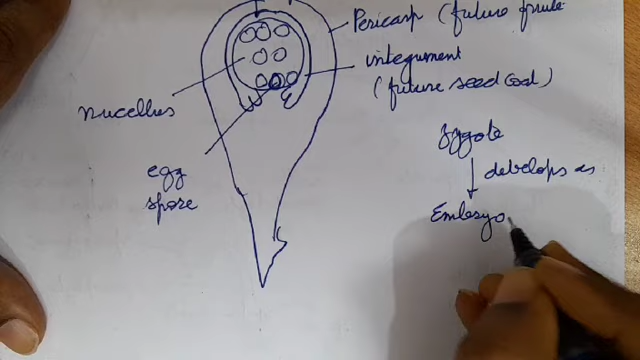 Pericarp (future fruit
integument
(future seed coat)
nucellus
egg
spore
zygote
develops as
Embryo